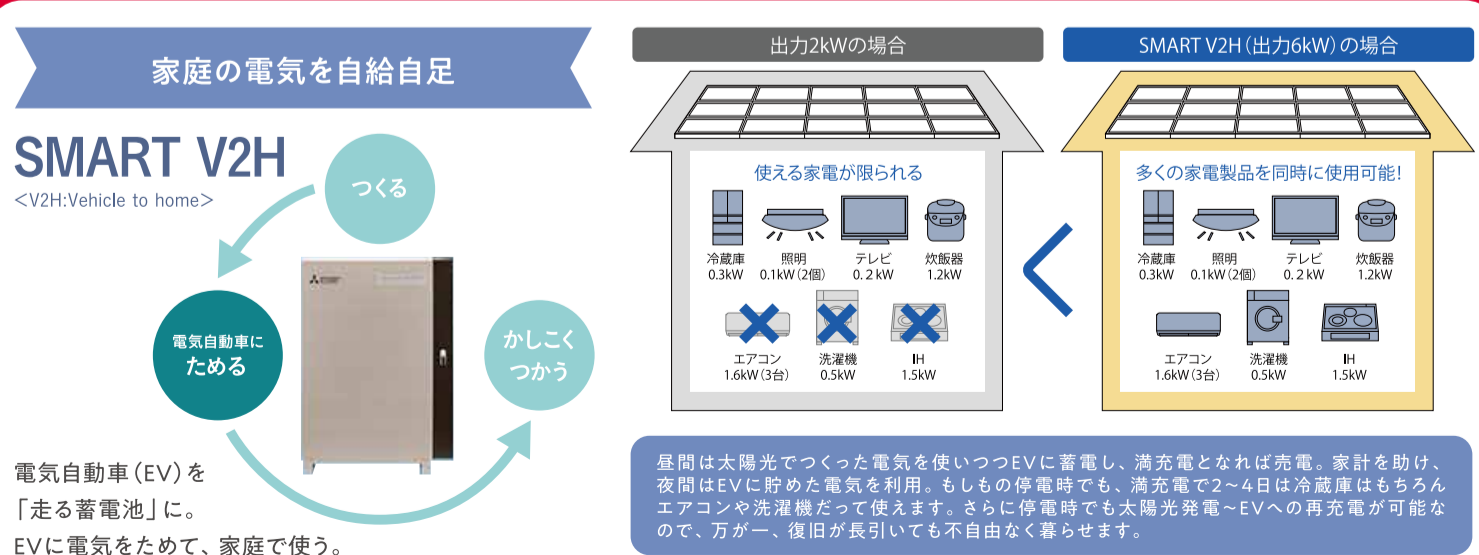 家庭の電気を自給自足
SMART V2H
<V2H:Vehicle to home>
つくる
電気自動車に
ためる
かしこく
つかう
電気自動車(EV)を
「走る蓄電池」に。
EVに電気をためて、家庭で使う。
出力2kWの場合
使える家電が限られる
冷蔵庫 照明 テレビ 炊飯器
0.3kW 0.1kW(2個) 0.2kW 1.2kW
エアコン 洗濯機 IH
1.6kW(3台) 0.5kW 1.5kW
SMART V2H(出力6kW)の場合
多くの家電製品を同時に使用可能!
冷蔵庫 照明 テレビ 炊飯器
0.3kW 0.1kW(2個) 0.2kW 1.2kW
エアコン 洗濯機 IH
1.6kW(3台) 0.5kW 1.5kW
昼間は太陽光でつくった電気を使いつつEVに蓄電し、満充電となれば売電。家計を助け、
夜間はEVに貯めた電気を利用。もしもの停電時でも、満充電で2~4日は冷蔵庫はもちろん
エアコンや洗濯機だって使えます。さらに停電時でも太陽光発電~EVへの再充電が可能な
ので、万が一、復旧が長引いても不自由なく暮らせます。